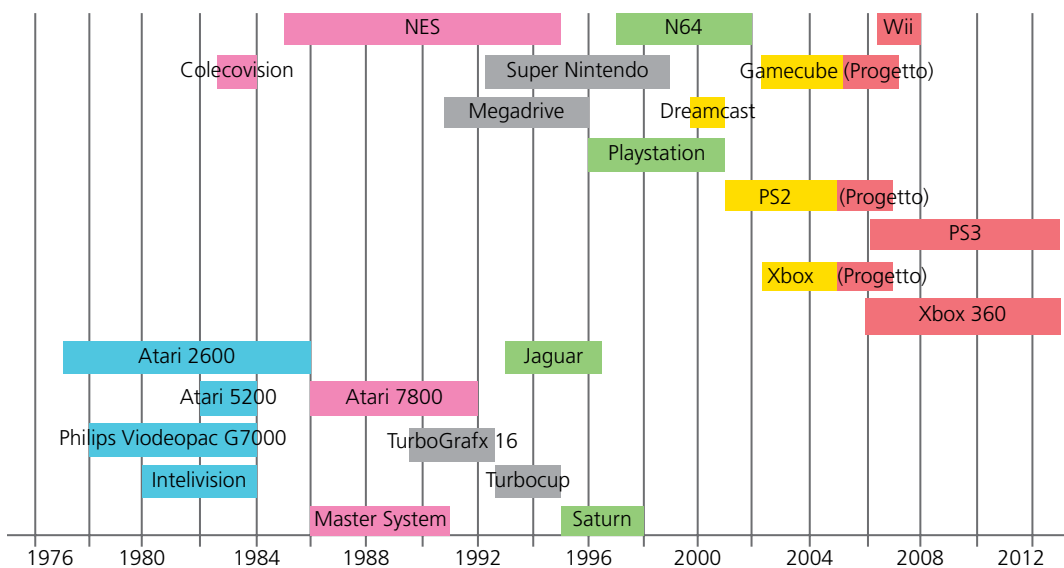 NES
N64
Wii
Colecovision
Super Nintendo
Gamecube (Progetto)
Megadrive
Dreamcast
Playstation
PS2
(Progetto)
PS3
Xbox
(Progetto)
Xbox 360
Atari 2600
Jaguar
Atari 5200
Atari 7800
Philips Viodeopac G7000
TurboGrafx 16
Intelivision
Turbocup
Master System
Saturn
1976 1980 1984 1988 1992 1996 2000 2004 2008 2012